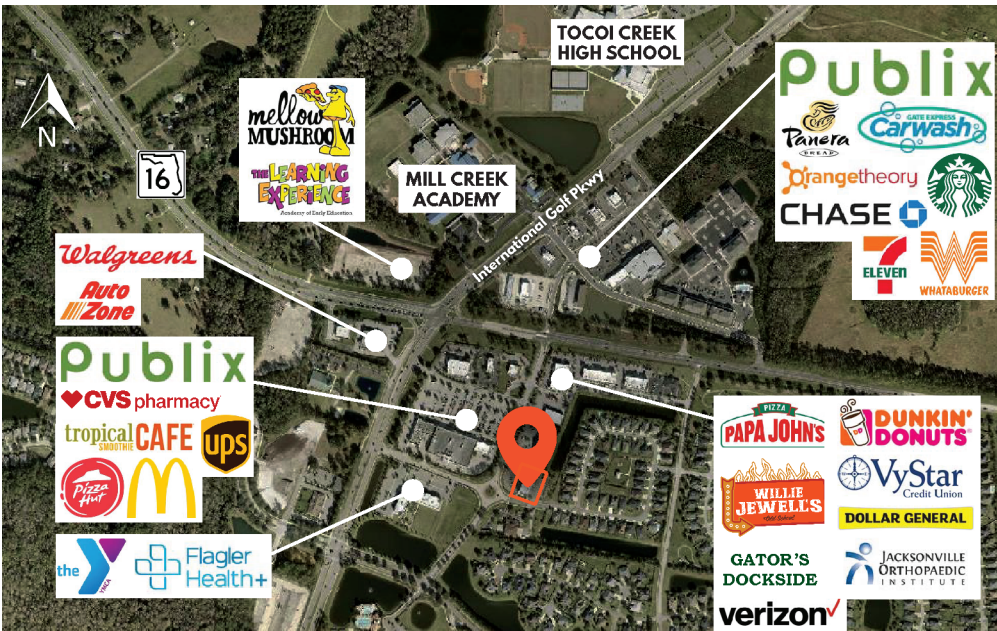 TOCOI CREEK
HIGH SCHOOL
Publix
Panera
BREAD
GATE EXPRESS
Carwash
orangetheory
CHASE
7
ELEVEN
W
WHATABURGER
N
mellow
MUSHROOM
THE LEARNING
EXPERIENCE
Academy of Early Education
16
MILL CREEK
ACADEMY
International Golf Pkwy
Walgreens
Auto
Zone
Publix
CVS pharmacy
tropical
SMOOTHIE CAFE
ups
Pizza
Hut
M
the Y
YMCA
Flagler
Health+
PIZZA
PAPA JOHN'S
DD
DUNKIN'
DONUTS
WILLIE
JEWELL'S
Old School
VyStar
Credit Union
DOLLAR GENERAL
GATOR'S
DOCKSIDE
JACKSONVILLE
ORTHOPAEDIC
INSTITUTE
verizon